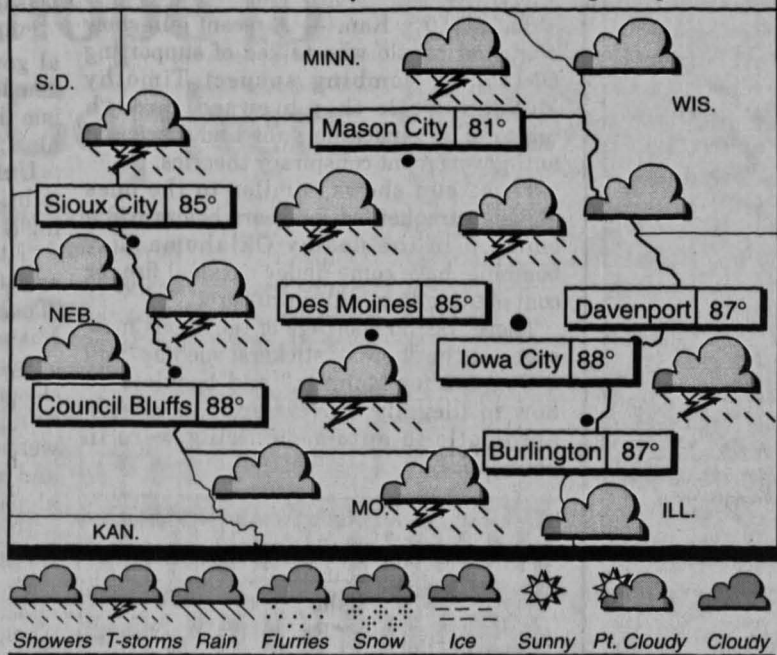 MINN.
S.D.
WIS.
Mason City 81°
Sioux City 85°
NEB.
Des Moines 85°
Davenport 87°
Iowa City 88°
Council Bluffs 88°
Burlington 87°
MO.
ILL.
KAN.
Showers T-storms Rain Flurries Snow Ice Sunny Pt. Cloudy Cloudy